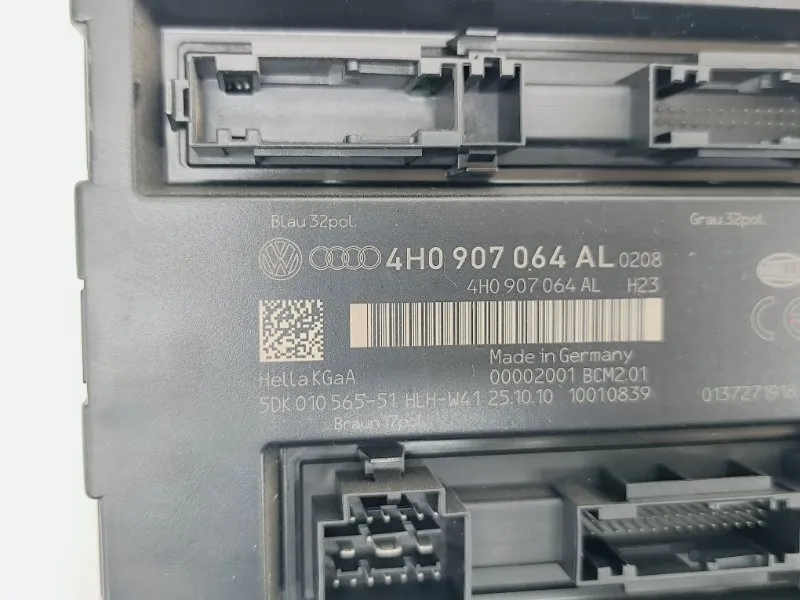 Blau 32pol. Grau 32pol.
4H0 907 064 AL 0208
4H0 907 064 AL H23
Made in Germany
Hella KGaA 00002001 BCM2.01
5DK 010.565-51 HLH-W41 25.10.10 10010839 0137271918
Braun 17pol.